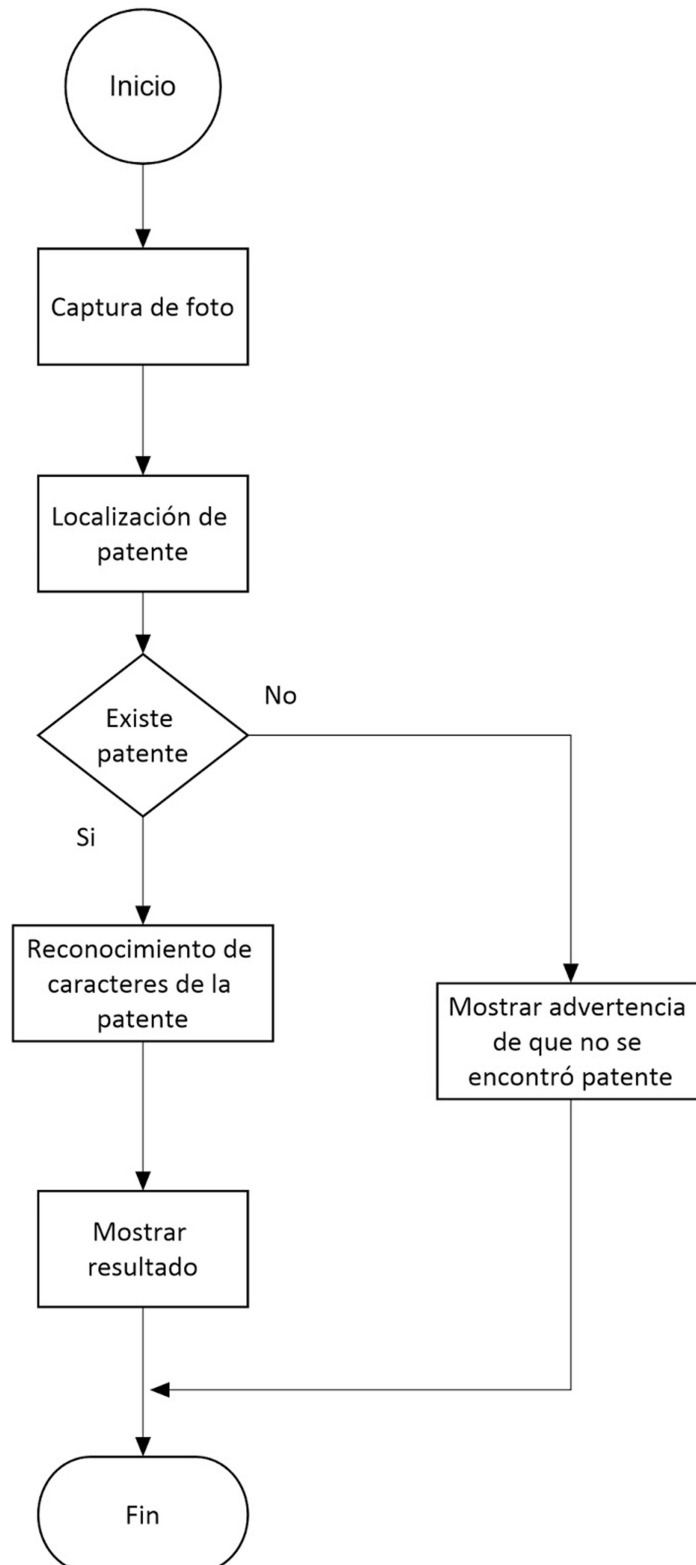 Inicio
Captura de foto
Localización de
patente
Existe
patente
No
Si
Reconocimiento de
caracteres de la
patente
Mostrar advertencia
de que no se
encontró patente
Mostrar
resultado
Fin